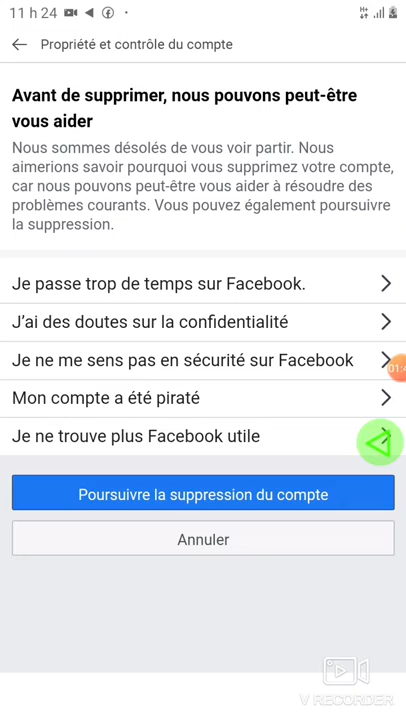 11 h 24
Propriété et contrôle du compte
Avant de supprimer, nous pouvons peut-être
vous aider
Nous sommes désolés de vous voir partir. Nous
aimerions savoir pourquoi vous supprimez votre compte,
car nous pouvons peut-être vous aider à résoudre des
problèmes courants. Vous pouvez également poursuivre
la suppression.
Je passe trop de temps sur Facebook.
J’ai des doutes sur la confidentialité
Je ne me sens pas en sécurité sur Facebook
Mon compte a été piraté
Je ne trouve plus Facebook utile
Poursuivre la suppression du compte
Annuler
V RECORDER